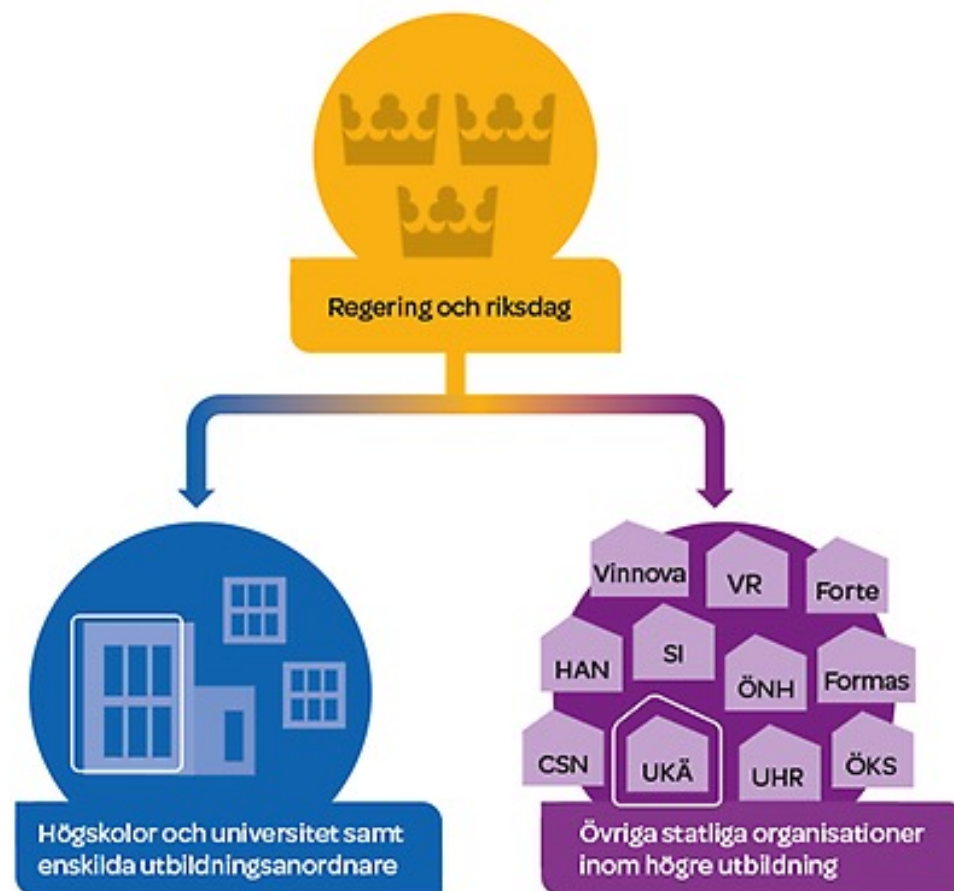 Regering och riksdag
Vinnova
VR
Forte
HAN
SI
ÖNH
Formas
CSN
UKÄ
UHR
ÖKS
Högskolor och universitet samt
enskilda utbildningsanordnare
Övriga statliga organisationer
inom högre utbildning